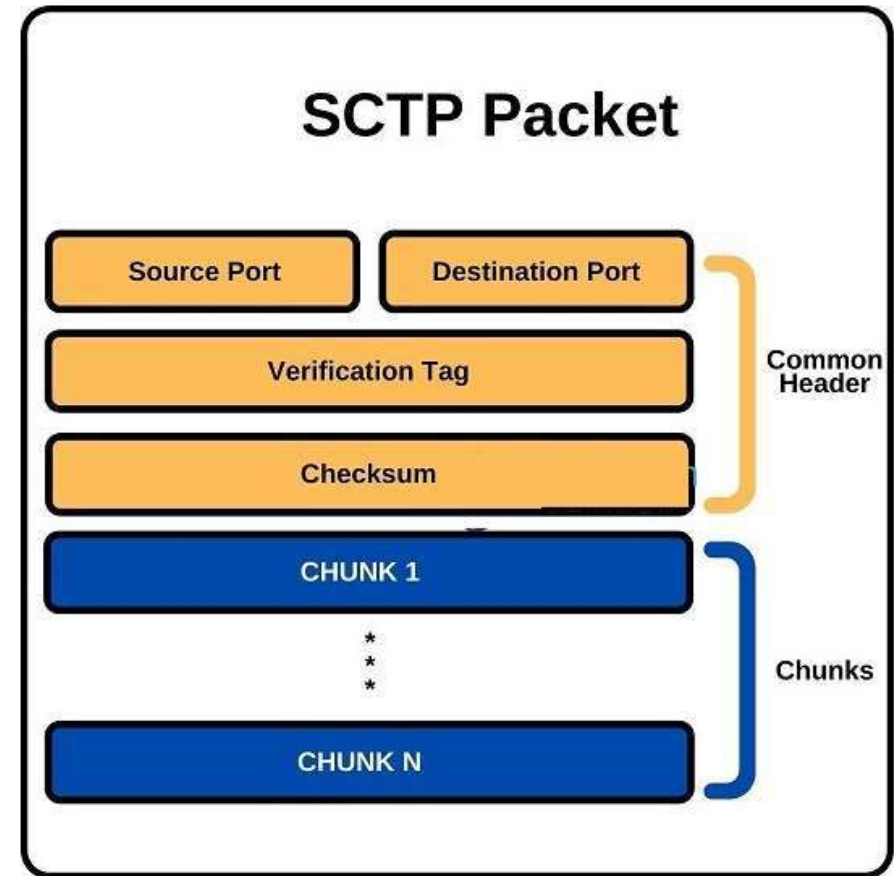 SCTP Packet
Source Port
Destination Port
Verification Tag
Common
Header
Checksum
CHUNK 1
*
*
*
Chunks
CHUNK N